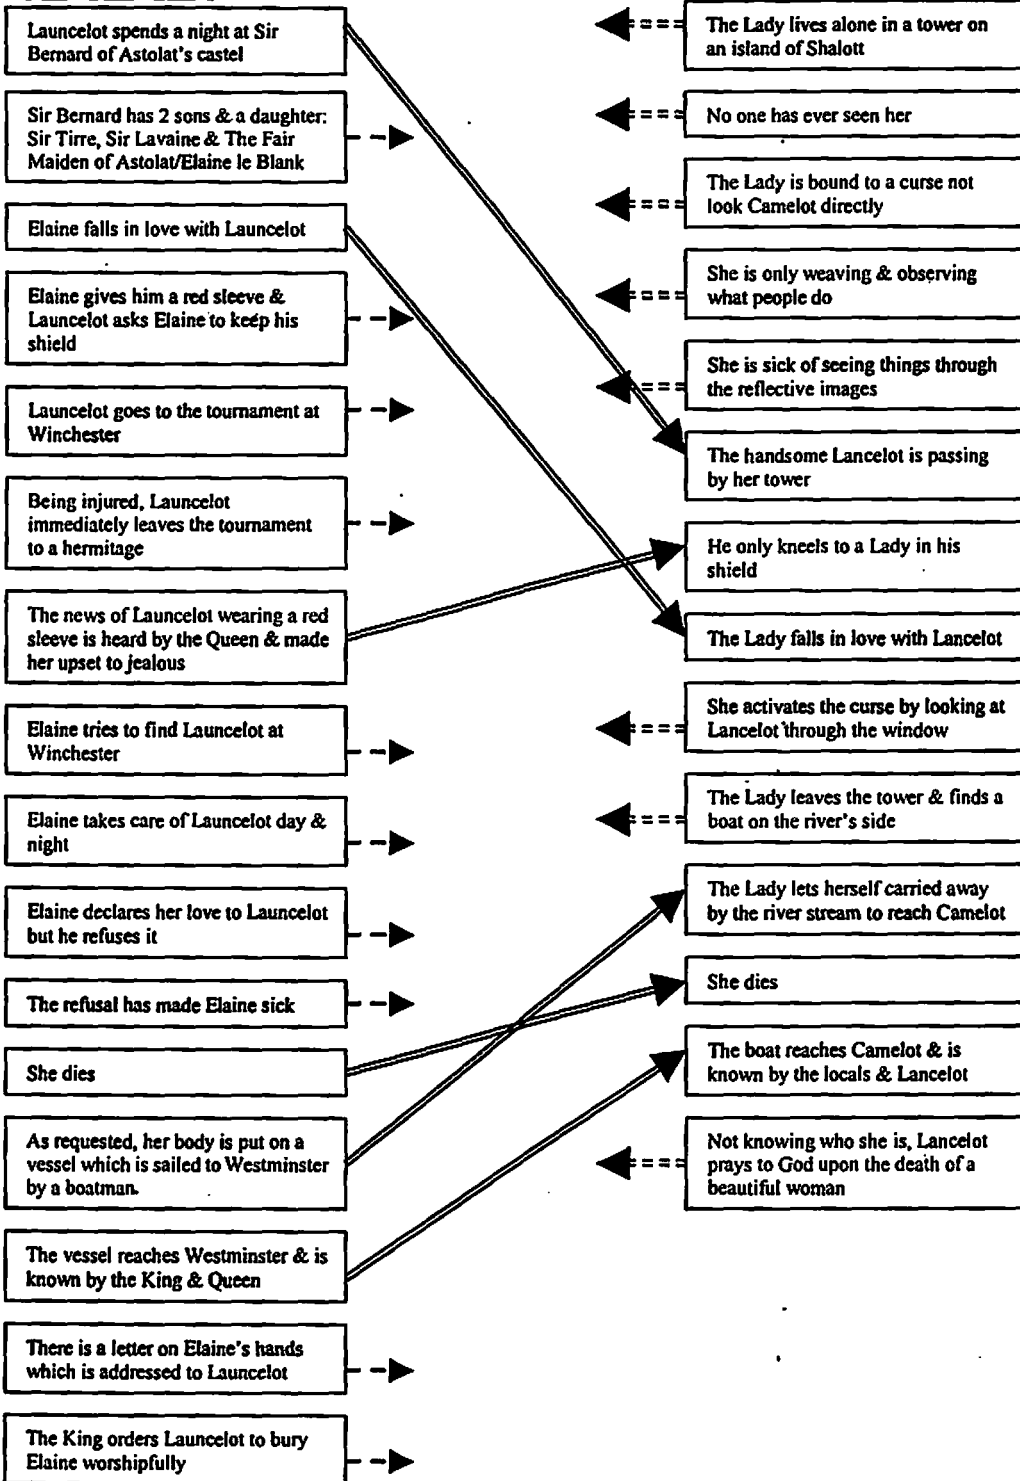 Launcelot spends a night at Sir
Bernard of Astolat's castel
Sir Bernard has 2 sons & a daughter:
Sir Tirre, Sir Lavaine & The Fair
Maiden of Astolat/Elaine le Blank
Elaine falls in love with Launcelot
Elaine gives him a red sleeve &
Launcelot asks Elaine to keep his
shield
Launcelot goes to the tournament at
Winchester
Being injured, Launcelot
immediately leaves the tournament
to a hermitage
The news of Launcelot wearing a red
sleeve is heard by the Queen & made
her upset to jealous
Elaine tries to find Launcelot at
Winchester
Elaine takes care of Launcelot day &
night
Elaine declares her love to Launcelot
but he refuses it
The refusal has made Elaine sick
She dies
As requested, her body is put on a
vessel which is sailed to Westminster
by a boatman.
The vessel reaches Westminster & is
known by the King & Queen
There is a letter on Elaine's hands
which is addressed to Launcelot
The King orders Launcelot to bury
Elaine worshipfully
The Lady lives alone in a tower on
an island of Shalott
No one has ever seen her
The Lady is bound to a curse not
look Camelot directly
She is only weaving & observing
what people do
She is sick of seeing things through
the reflective images
The handsome Lancelot is passing
by her tower
He only kneels to a Lady in his
shield
The Lady falls in love with Lancelot
She activates the curse by looking at
Lancelot through the window
The Lady leaves the tower & finds a
boat on the river's side
The Lady lets herself carried away
by the river stream to reach Camelot
She dies
The boat reaches Camelot & is
known by the locals & Lancelot
Not knowing who she is, Lancelot
prays to God upon the death of a
beautiful woman